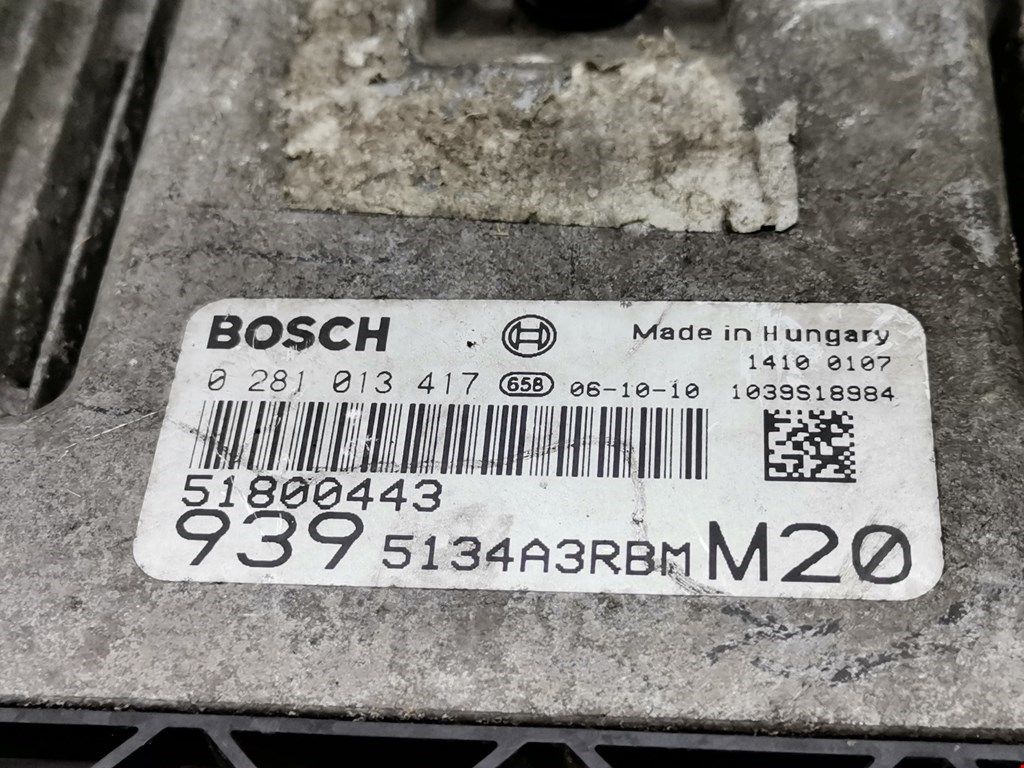 BOSCH Made in Hungary
1410 0107
0 281 013 417 658 06-10-10 1039S18984
51800443
939 5134A3RBM M20